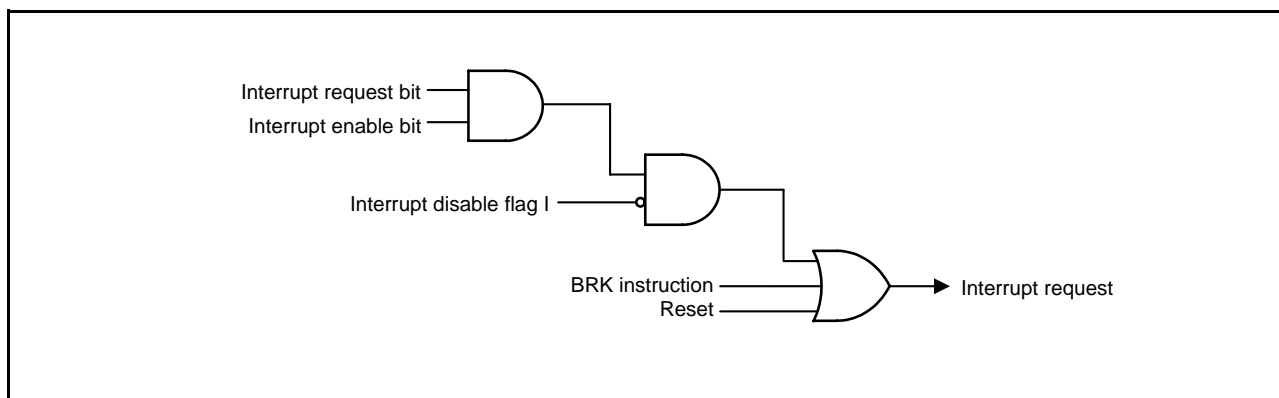 Interrupt request bit
Interrupt enable bit
Interrupt disable flag I
BRK instruction
Reset
Interrupt request